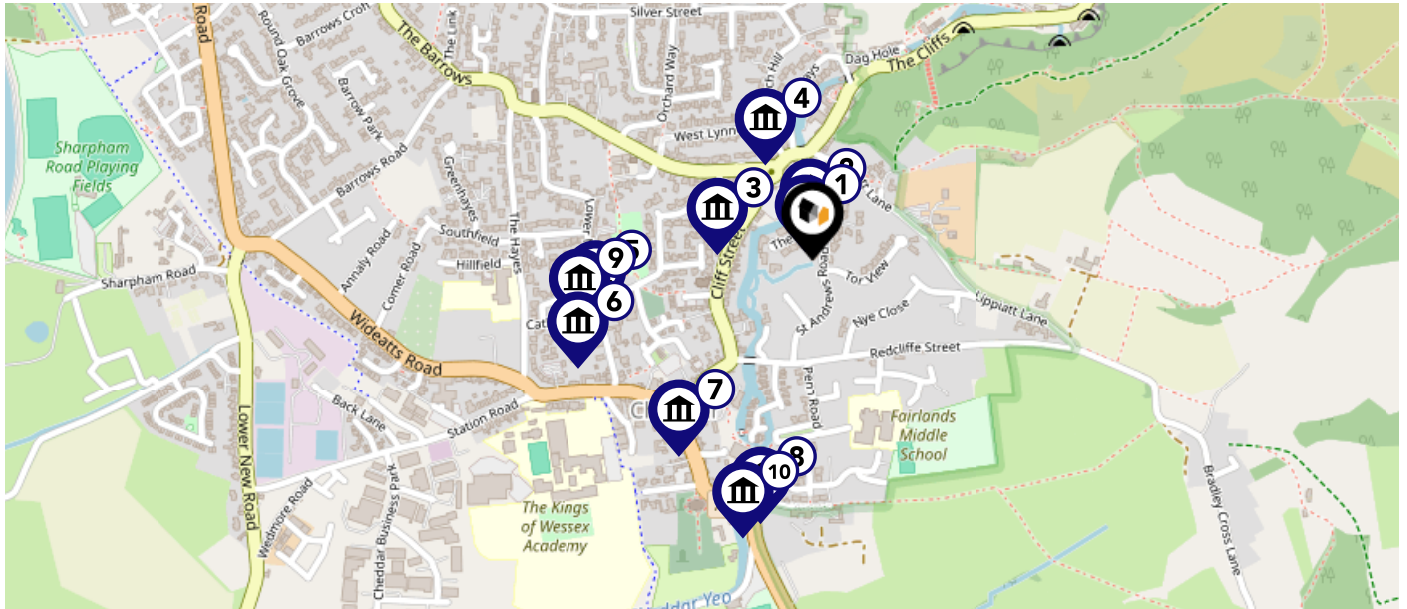 Silver Street
Road
Round Oak Grove
Barrows Croft
The Barrows
The Link
Orchard Way
Dag Hole
The Cliffs
4
Barrow Park
West Lynn
Sharpham
Road Playing
Fields
Barrows Road
Greenhayes
3
1
Lane
The Hayes
Lower
Southfield
Hillfield
9
5
6
Annaly Road
Corner Road
Sharpham Road
Cliff Street
The
St Andrews Road
Tor View
Nye Close
Lippiatt Lane
Redcliffe Street
Wideatts Road
7
Penn Road
Back Lane
Station Road
Lower New Road
Fairlands
Middle
School
8
10
Wedmore Road
Cheddar Business Park
The Kings
of Wessex
Academy
Bradley Cross Lane
ddar Yeo